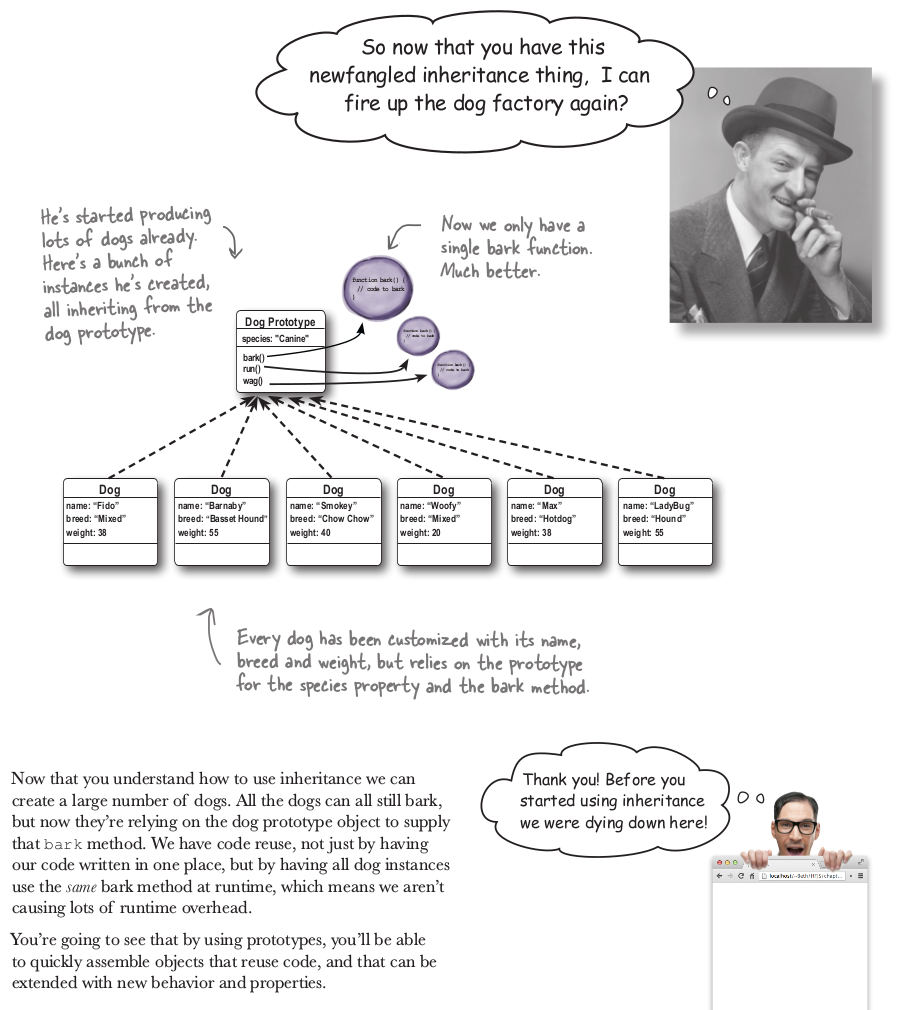 So now that you have this
newfangled inheritance thing, I can
fire up the dog factory again?
He's started producing
lots of dogs already.
Here's a bunch of
instances he's created,
all inheriting from the
dog prototype.
Now we only have a
single bark function.
Much better.
function bark() {
// code to bark
}
function bark() {
// code to bark
}
function bark() {
// code to bark
}
Dog Prototype
species: "Canine"
bark()
run()
wag()
Dog
name: “Fido”
breed: “Mixed”
weight: 38
Dog
name: “Barnaby”
breed: “Basset Hound”
weight: 55
Dog
name: “Smokey”
breed: “Chow Chow”
weight: 40
Dog
name: “Woofy”
breed: “Mixed”
weight: 20
Dog
name: “Max”
breed: “Hotdog”
weight: 38
Dog
name: “LadyBug”
breed: “Hound”
weight: 55
Every dog has been customized with its name,
breed and weight, but relies on the prototype
for the species property and the bark method.
Now that you understand how to use inheritance we can
create a large number of dogs. All the dogs can all still bark,
but now they’re relying on the dog prototype object to supply
that bark method. We have code reuse, not just by having
our code written in one place, but by having all dog instances
use the same bark method at runtime, which means we aren’t
causing lots of runtime overhead.
You’re going to see that by using prototypes, you’ll be able
to quickly assemble objects that reuse code, and that can be
extended with new behavior and properties.
Thank you! Before you
started using inheritance
we were dying down here!